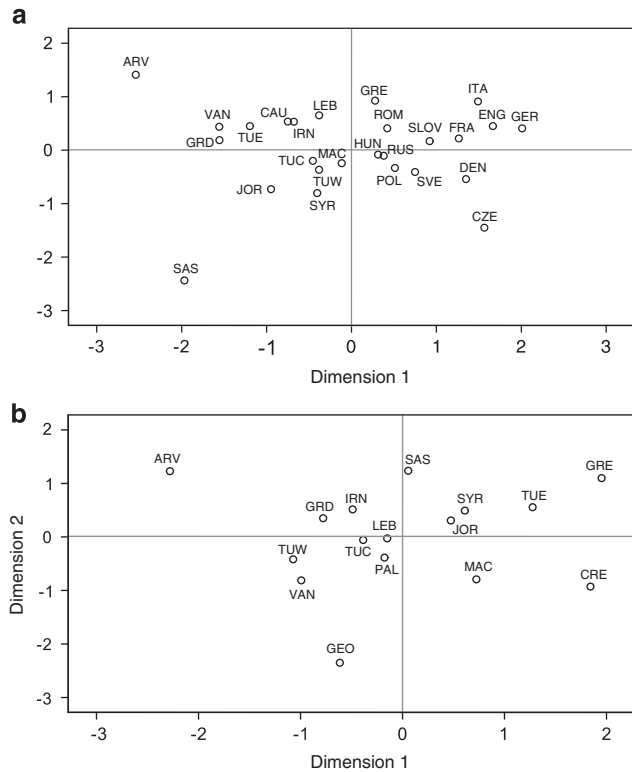 a
2
ARV
ITA
GRE
1
VAN
CAU
LEB
ROM
SLOV
FRA
ENG
GER
GRD
TUE
IRN
HUN
RUS
0
TUC
MAC
JOR
TUW
POL
SVE
DEN
SYR
-1
CZE
-2
SAS
-3
-3 -2 -1 0 1 2 3
Dimension 1
b
2
ARV
SAS
GRE
1
GRD
IRN
SYR
TUE
LEB
JOR
0
TUW
TUC
PAL
MAC
CRE
VAN
-1
GEO
-2
-3
Dimension 2
-3 -2 -1 0 1 2
Dimension 1